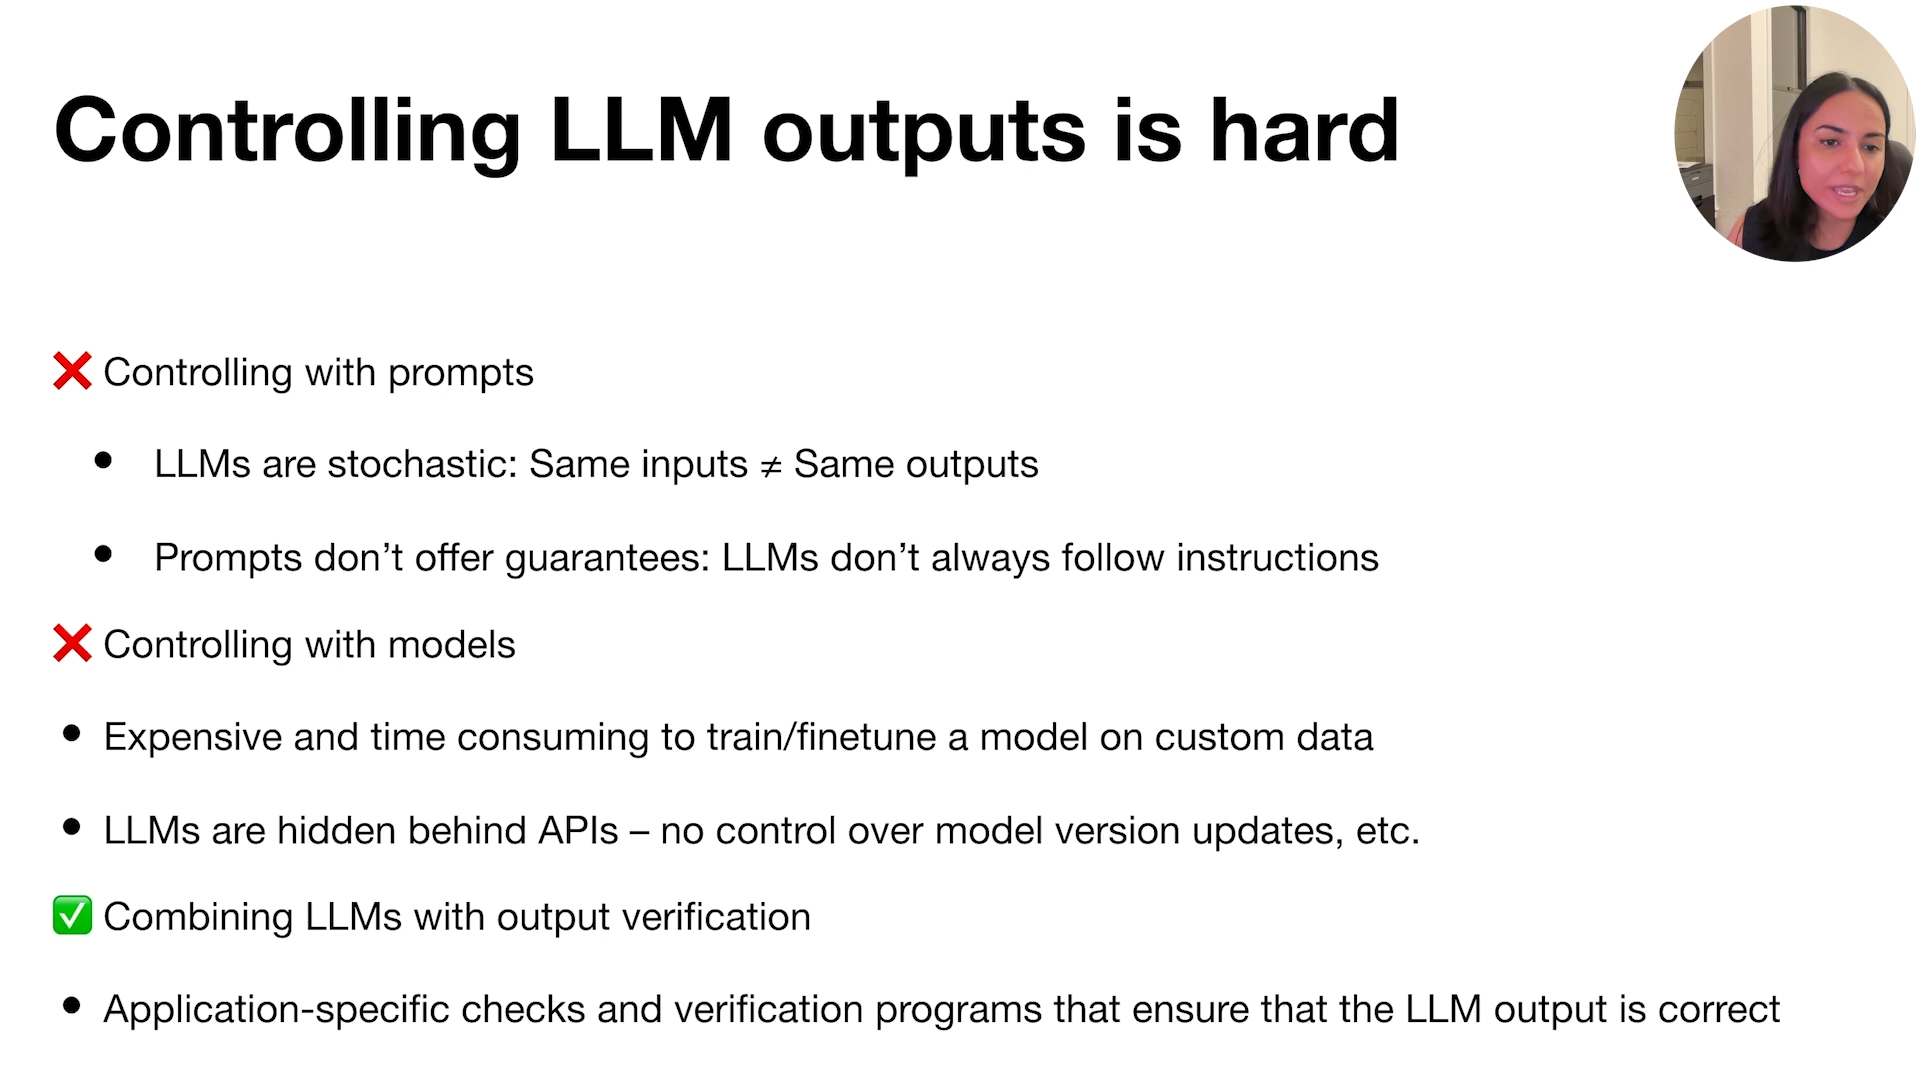 Controlling LLM outputs is hard
❌ Controlling with prompts
• LLMs are stochastic: Same inputs ≠ Same outputs
• Prompts don’t offer guarantees: LLMs don’t always follow instructions
❌ Controlling with models
• Expensive and time consuming to train/finetune a model on custom data
• LLMs are hidden behind APIs – no control over model version updates, etc.
✅ Combining LLMs with output verification
• Application-specific checks and verification programs that ensure that the LLM output is correct